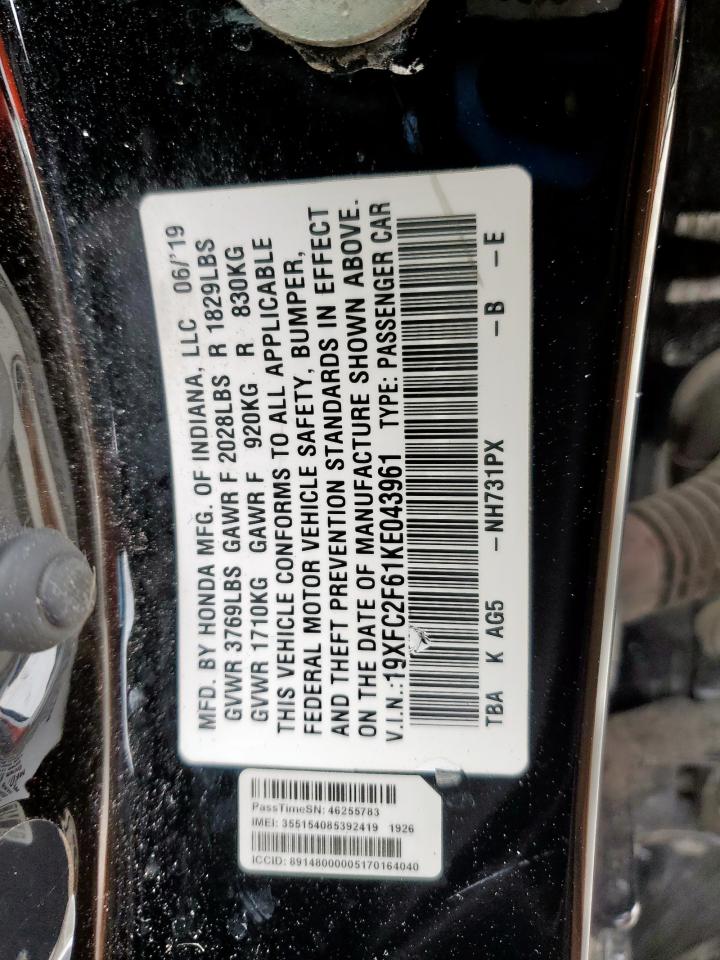 MFD. BY HONDA MFG. OF INDIANA, LLC 06/'19
GVWR 3769LBS GAWR F 2028LBS R 1829LBS
GVWR 1710KG GAWR F 920KG R 830KG
THIS VEHICLE CONFORMS TO ALL APPLICABLE
FEDERAL MOTOR VEHICLE SAFETY, BUMPER,
AND THEFT PREVENTION STANDARDS IN EFFECT
ON THE DATE OF MANUFACTURE SHOWN ABOVE.
V.I.N.:19XFC2F61KE043961 TYPE: PASSENGER CAR
TBA K AG5 -NH731PX -B -E
PassTimeSN: 46255783
IMEI: 355154085392419 1926
ICCID: 89148000005170164040